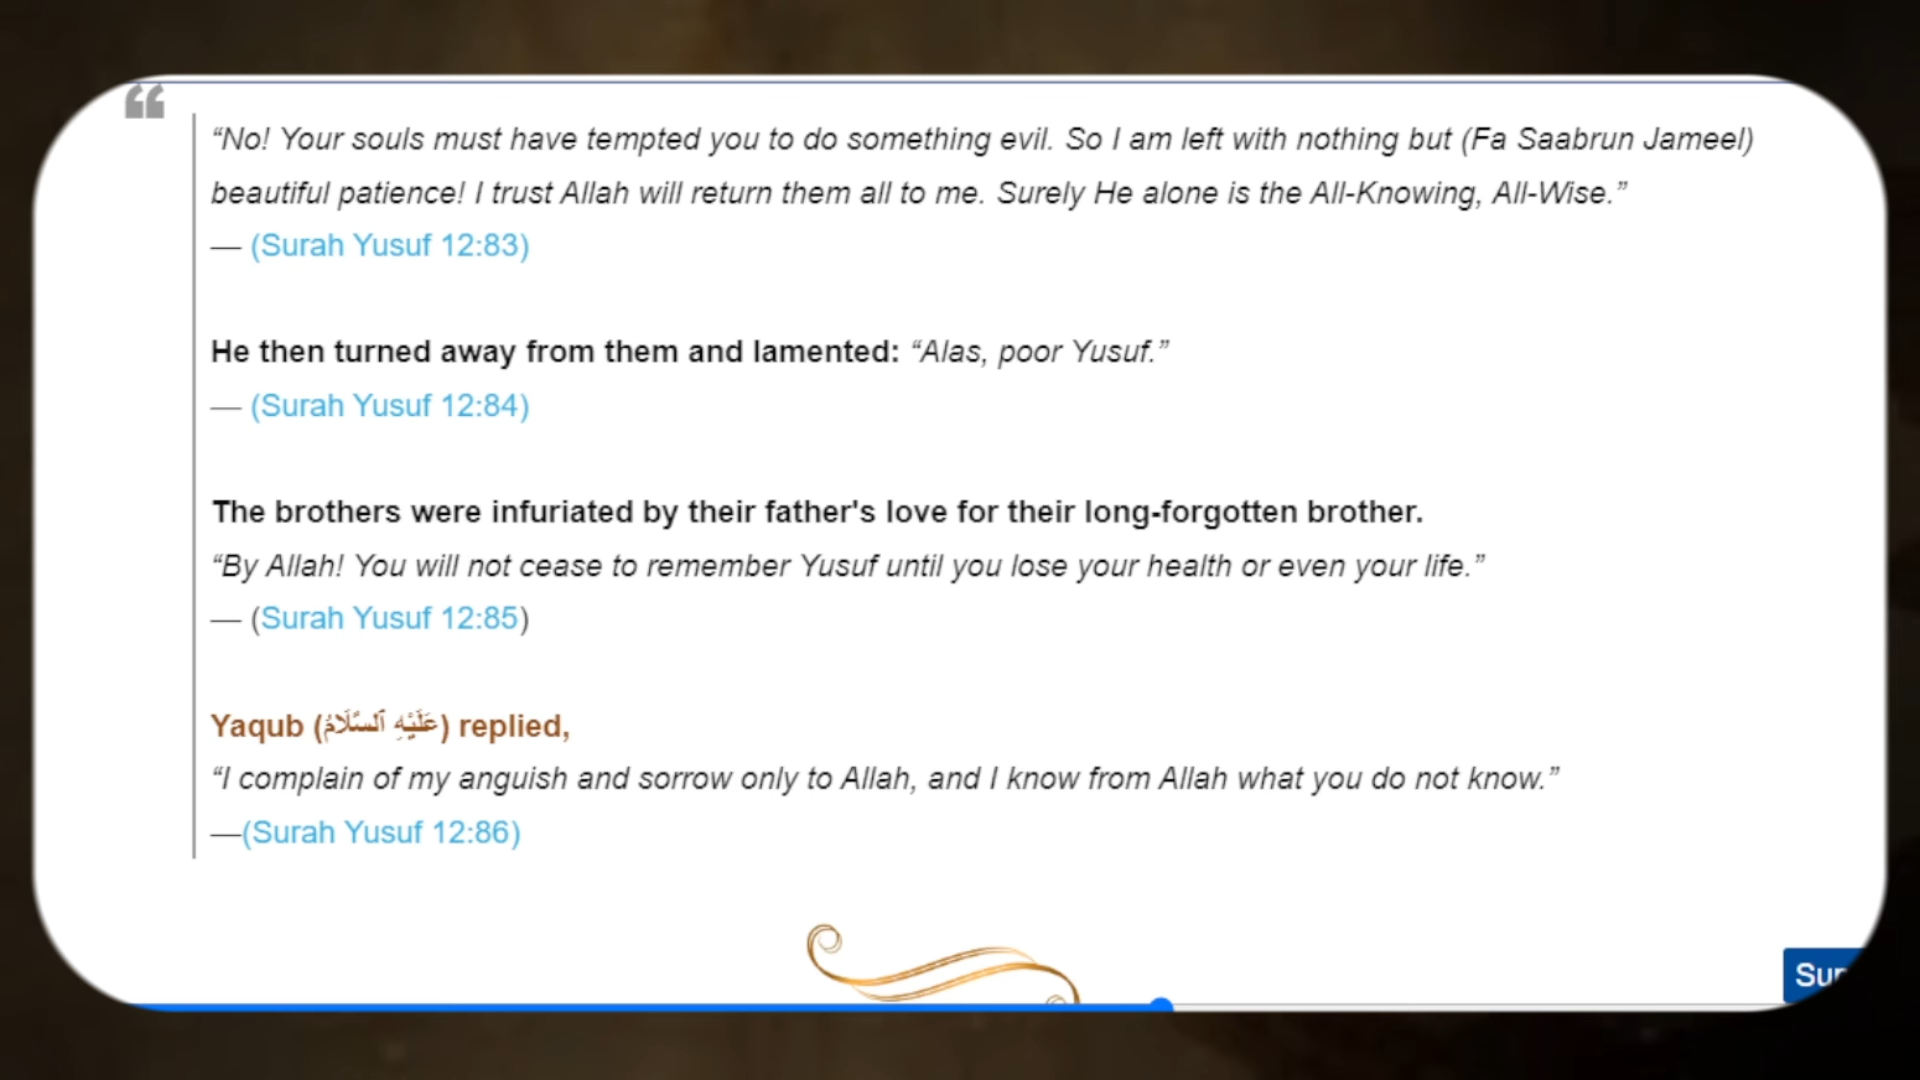 “No! Your souls must have tempted you to do something evil. So I am left with nothing but (Fa Saabrun Jameel)
beautiful patience! I trust Allah will return them all to me. Surely He alone is the All-Knowing, All-Wise.”
— (Surah Yusuf 12:83)
He then turned away from them and lamented: “Alas, poor Yusuf.”
— (Surah Yusuf 12:84)
The brothers were infuriated by their father's love for their long-forgotten brother.
“By Allah! You will not cease to remember Yusuf until you lose your health or even your life.”
— (Surah Yusuf 12:85)
Yaqub (عَلَيْهِ ٱلسَّلَامُ) replied,
“I complain of my anguish and sorrow only to Allah, and I know from Allah what you do not know.”
—(Surah Yusuf 12:86)